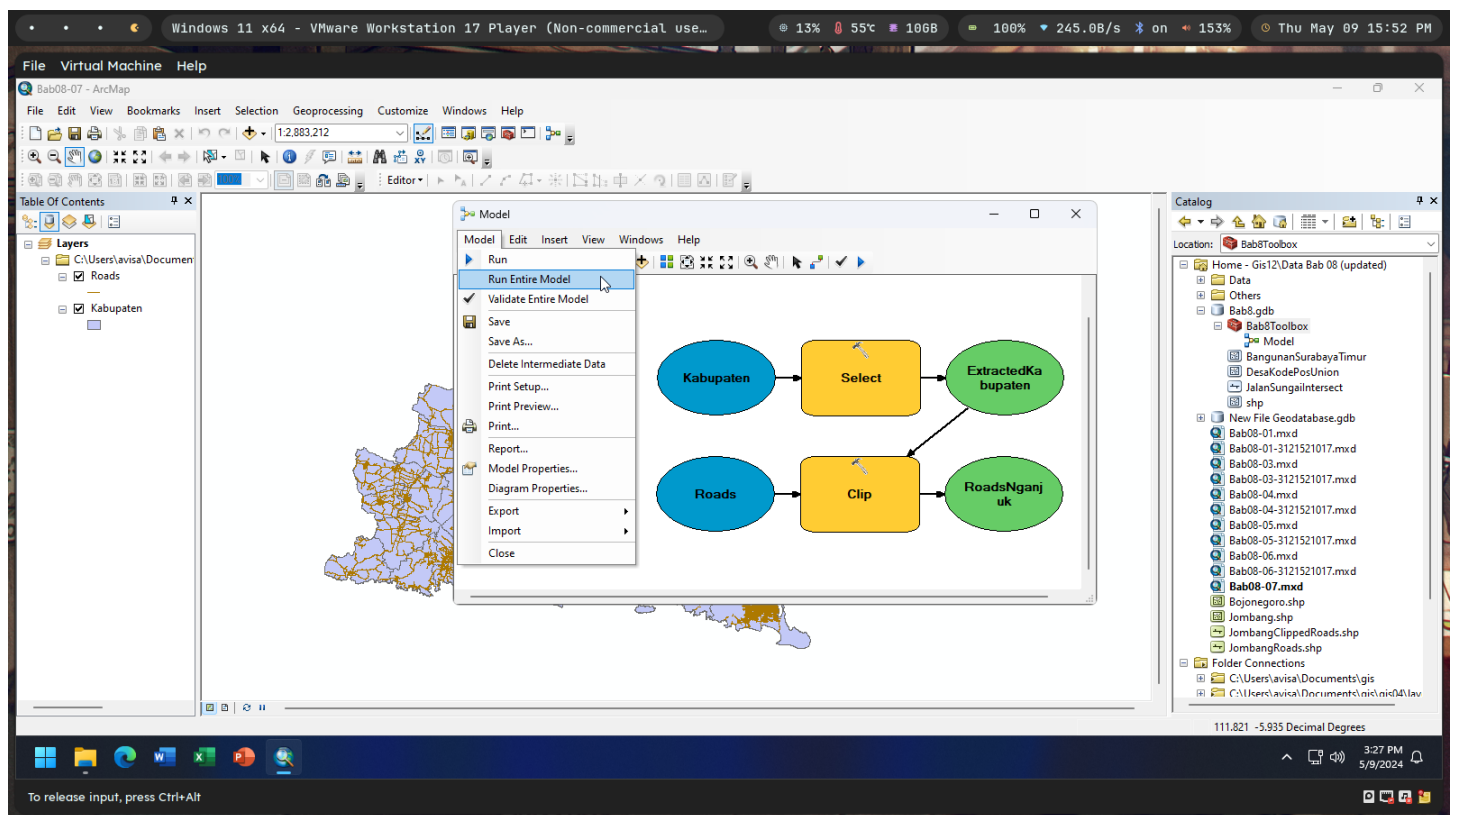 Windows 11 x64 - VMware Workstation 17 Player (Non-commercial use…
13% 55°C 10GB
100% 245.0B/s on 153%
Thu May 09 15:52 PM
File Virtual Machine Help
Bab08-07 - ArcMap
File Edit View Bookmarks Insert Selection Geoprocessing Customize Windows Help
1:2,883,212
Editor
Table Of Contents
Layers
C:\Users\avisa\Documen
Roads
Kabupaten
Model
Model Edit Insert View Windows Help
Run
Run Entire Model
Validate Entire Model
Save
Save As...
Delete Intermediate Data
Print Setup...
Print Preview...
Print...
Report...
Model Properties...
Diagram Properties...
Export
Import
Close
Kabupaten
Select
ExtractedKa
bupaten
Roads
Clip
RoadsNganj
uk
Catalog
Location: Bab8Toolbox
Home - Gis12\Data Bab 08 (updated)
Data
Others
Bab8.gdb
Bab8Toolbox
Model
BangunanSurabayaTimur
DesaKodePosUnion
JalanSungaiIntersect
shp
New File Geodatabase.gdb
Bab08-01.mxd
Bab08-01-3121521017.mxd
Bab08-03.mxd
Bab08-03-3121521017.mxd
Bab08-04.mxd
Bab08-04-3121521017.mxd
Bab08-05.mxd
Bab08-05-3121521017.mxd
Bab08-06.mxd
Bab08-06-3121521017.mxd
Bab08-07.mxd
Bojonegoro.shp
Jombang.shp
JombangClippedRoads.shp
JombangRoads.shp
Folder Connections
C:\Users\avisa\Documents\gis
C:\Users\avisa\Documents\gis\gis04\lay
111.821 -5.935 Decimal Degrees
3:27 PM
5/9/2024
To release input, press Ctrl+Alt